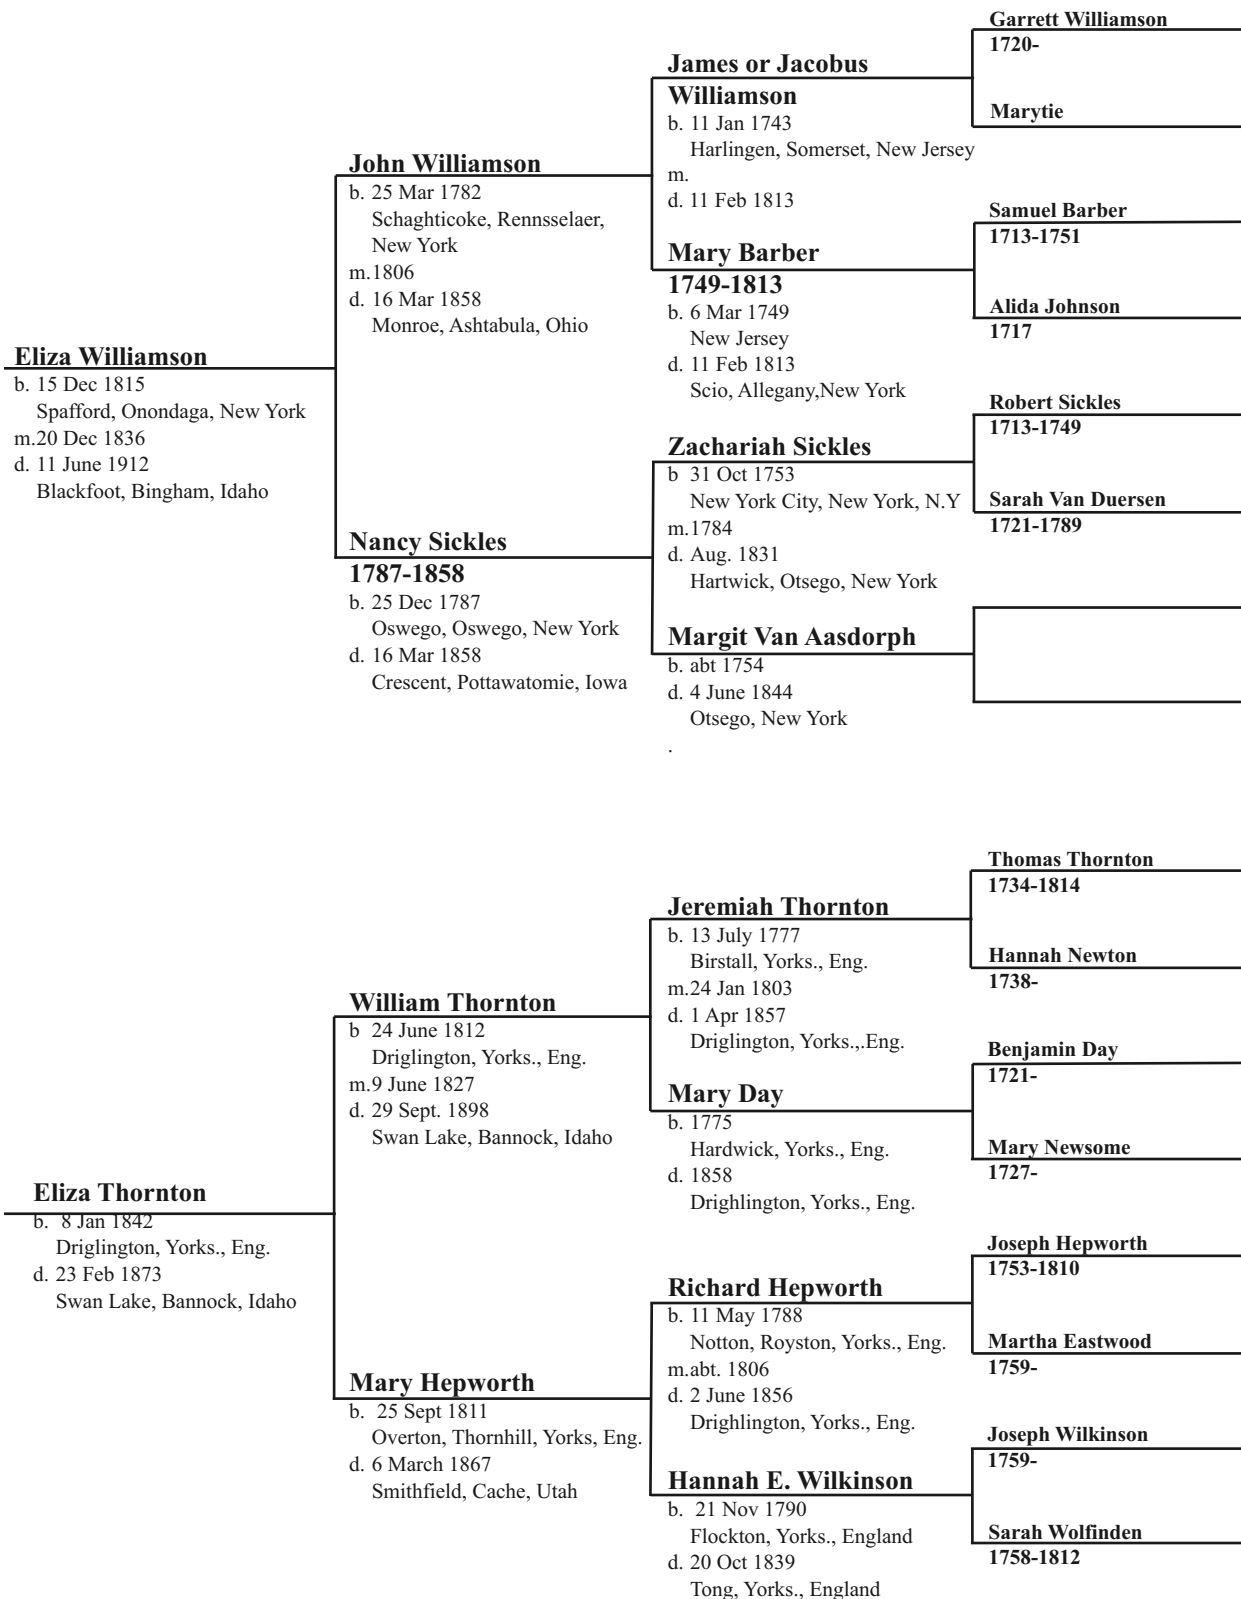 Garrett Williamson
1720-
James or Jacobus
Williamson
b. 11 Jan 1743
Harlingen, Somerset, New Jersey
m.
d. 11 Feb 1813
Marytie
John Williamson
b. 25 Mar 1782
Schaghticoke, Rennsselaer,
New York
m.1806
d. 16 Mar 1858
Monroe, Ashtabula, Ohio
Samuel Barber
1713-1751
Mary Barber
1749-1813
b. 6 Mar 1749
New Jersey
d. 11 Feb 1813
Scio, Allegany,New York
Alida Johnson
1717
Eliza Williamson
b. 15 Dec 1815
Spafford, Onondaga, New York
m.20 Dec 1836
d. 11 June 1912
Blackfoot, Bingham, Idaho
Robert Sickles
1713-1749
Zachariah Sickles
b 31 Oct 1753
New York City, New York, N.Y
m.1784
d. Aug. 1831
Hartwick, Otsego, New York
Sarah Van Duersen
1721-1789
Nancy Sickles
1787-1858
b. 25 Dec 1787
Oswego, Oswego, New York
d. 16 Mar 1858
Crescent, Pottawatomie, Iowa
Margit Van Aasdorph
b. abt 1754
d. 4 June 1844
Otsego, New York
.
Thomas Thornton
1734-1814
Jeremiah Thornton
b. 13 July 1777
Birstall, Yorks., Eng.
m.24 Jan 1803
d. 1 Apr 1857
Driglington, Yorks.,.Eng.
Hannah Newton
1738-
William Thornton
b 24 June 1812
Driglington, Yorks., Eng.
m.9 June 1827
d. 29 Sept. 1898
Swan Lake, Bannock, Idaho
Benjamin Day
1721-
Mary Day
b. 1775
Hardwick, Yorks., Eng.
d. 1858
Drighlington, Yorks., Eng.
Mary Newsome
1727-
Eliza Thornton
b. 8 Jan 1842
Driglington, Yorks., Eng.
d. 23 Feb 1873
Swan Lake, Bannock, Idaho
Joseph Hepworth
1753-1810
Richard Hepworth
b. 11 May 1788
Notton, Royston, Yorks., Eng.
m.abt. 1806
d. 2 June 1856
Drighlington, Yorks., Eng.
Martha Eastwood
1759-
Mary Hepworth
b. 25 Sept 1811
Overton, Thornhill, Yorks, Eng.
d. 6 March 1867
Smithfield, Cache, Utah
Joseph Wilkinson
1759-
Hannah E. Wilkinson
b. 21 Nov 1790
Flockton, Yorks., England
d. 20 Oct 1839
Tong, Yorks., England
Sarah Wolfinden
1758-1812